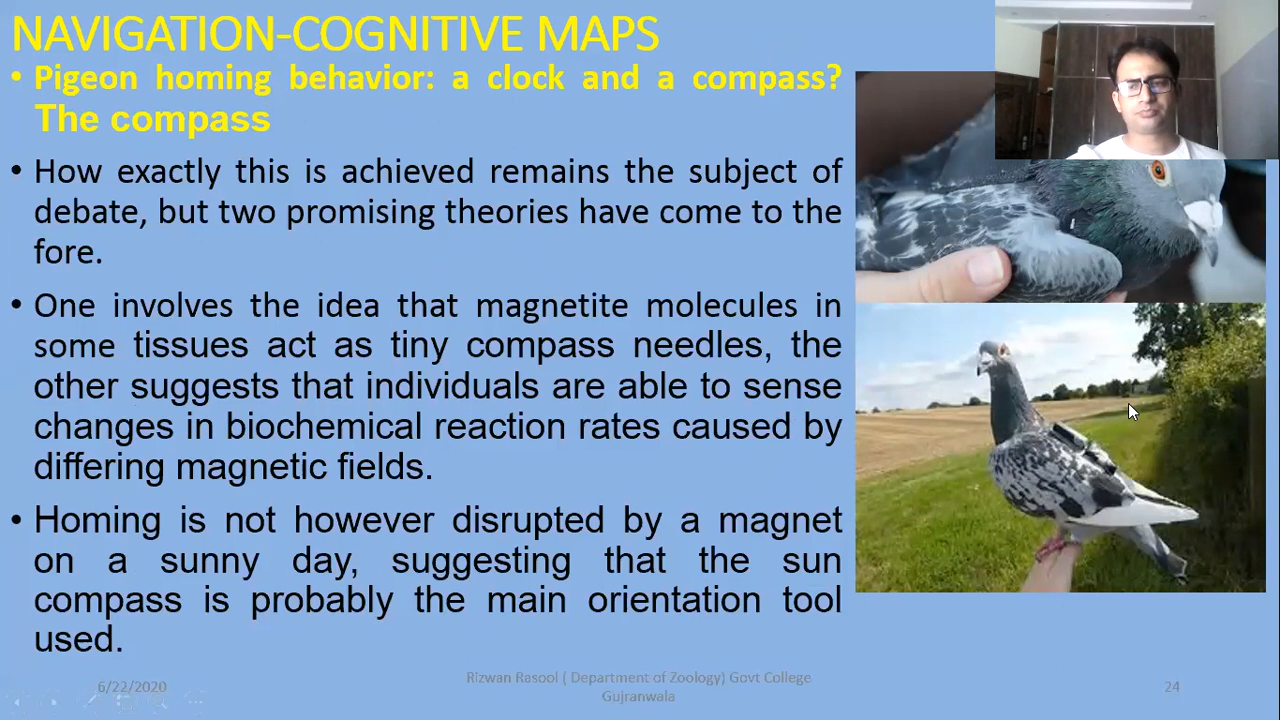 NAVIGATION-COGNITIVE MAPS
• Pigeon homing behavior: a clock and a compass?
The compass
• How exactly this is achieved remains the subject of
debate, but two promising theories have come to the
fore.
• One involves the idea that magnetite molecules in
some tissues act as tiny compass needles, the
other suggests that individuals are able to sense
changes in biochemical reaction rates caused by
differing magnetic fields.
• Homing is not however disrupted by a magnet
on a sunny day, suggesting that the sun
compass is probably the main orientation tool
used.
6/22/2020
Rizwan Rasool ( Department of Zoology) Govt College
Gujranwala
24